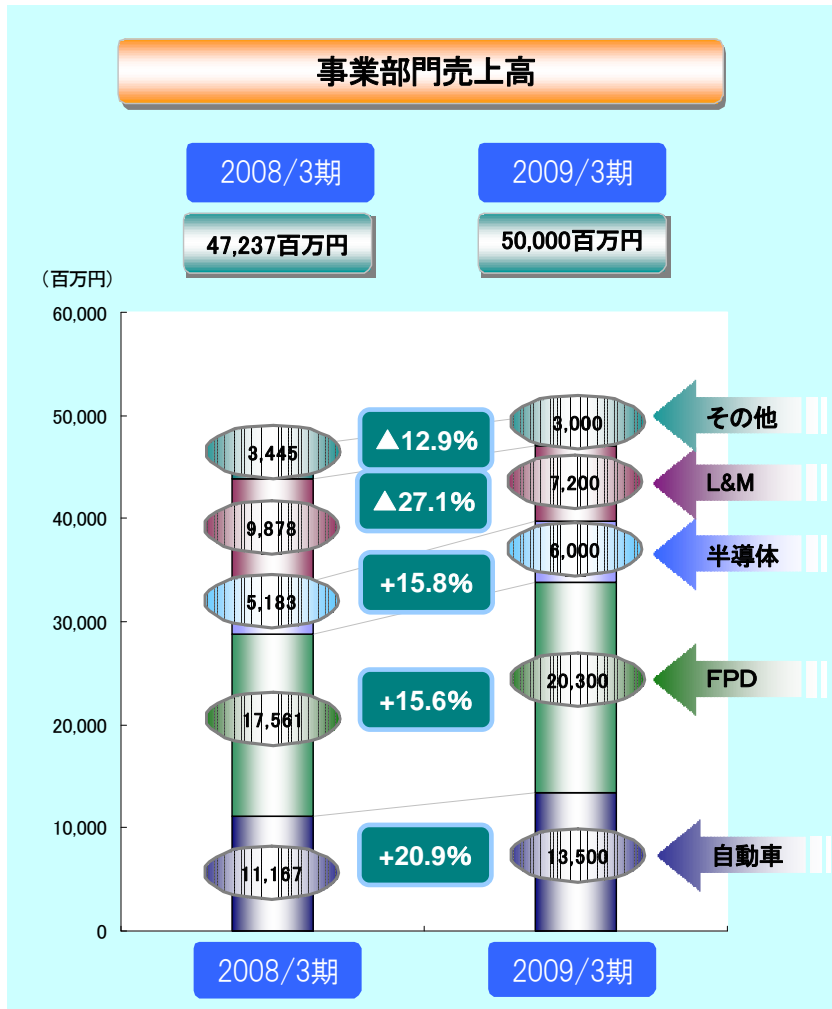 事業部門売上高
2008/3期
2009/3期
47,237百万円
50,000百万円
（百万円）
60,000
50,000
40,000
30,000
20,000
10,000
0
3,445
9,878
5,183
17,561
11,167
▲12.9%
▲27.1%
+15.8%
+15.6%
+20.9%
3,000
7,200
6,000
20,300
13,500
その他
L&M
半導体
FPD
自動車
2008/3期
2009/3期